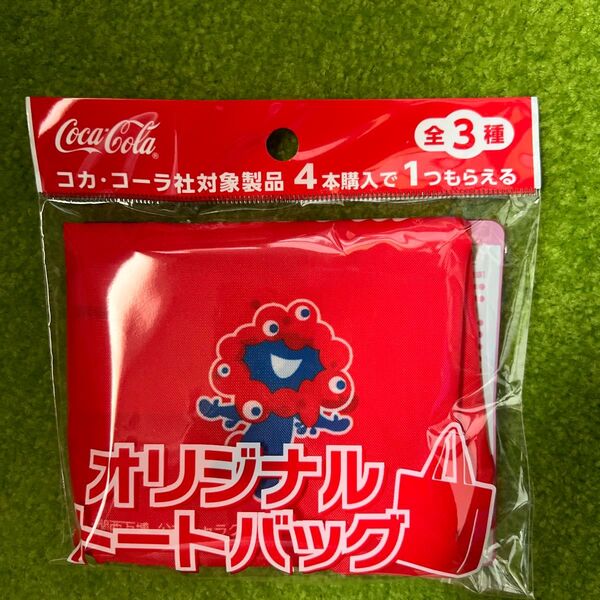 Coca-Cola
全3種
コカ・コーラ社対象製品 4本購入で1つもらえる
オリジナル
トートバッグ